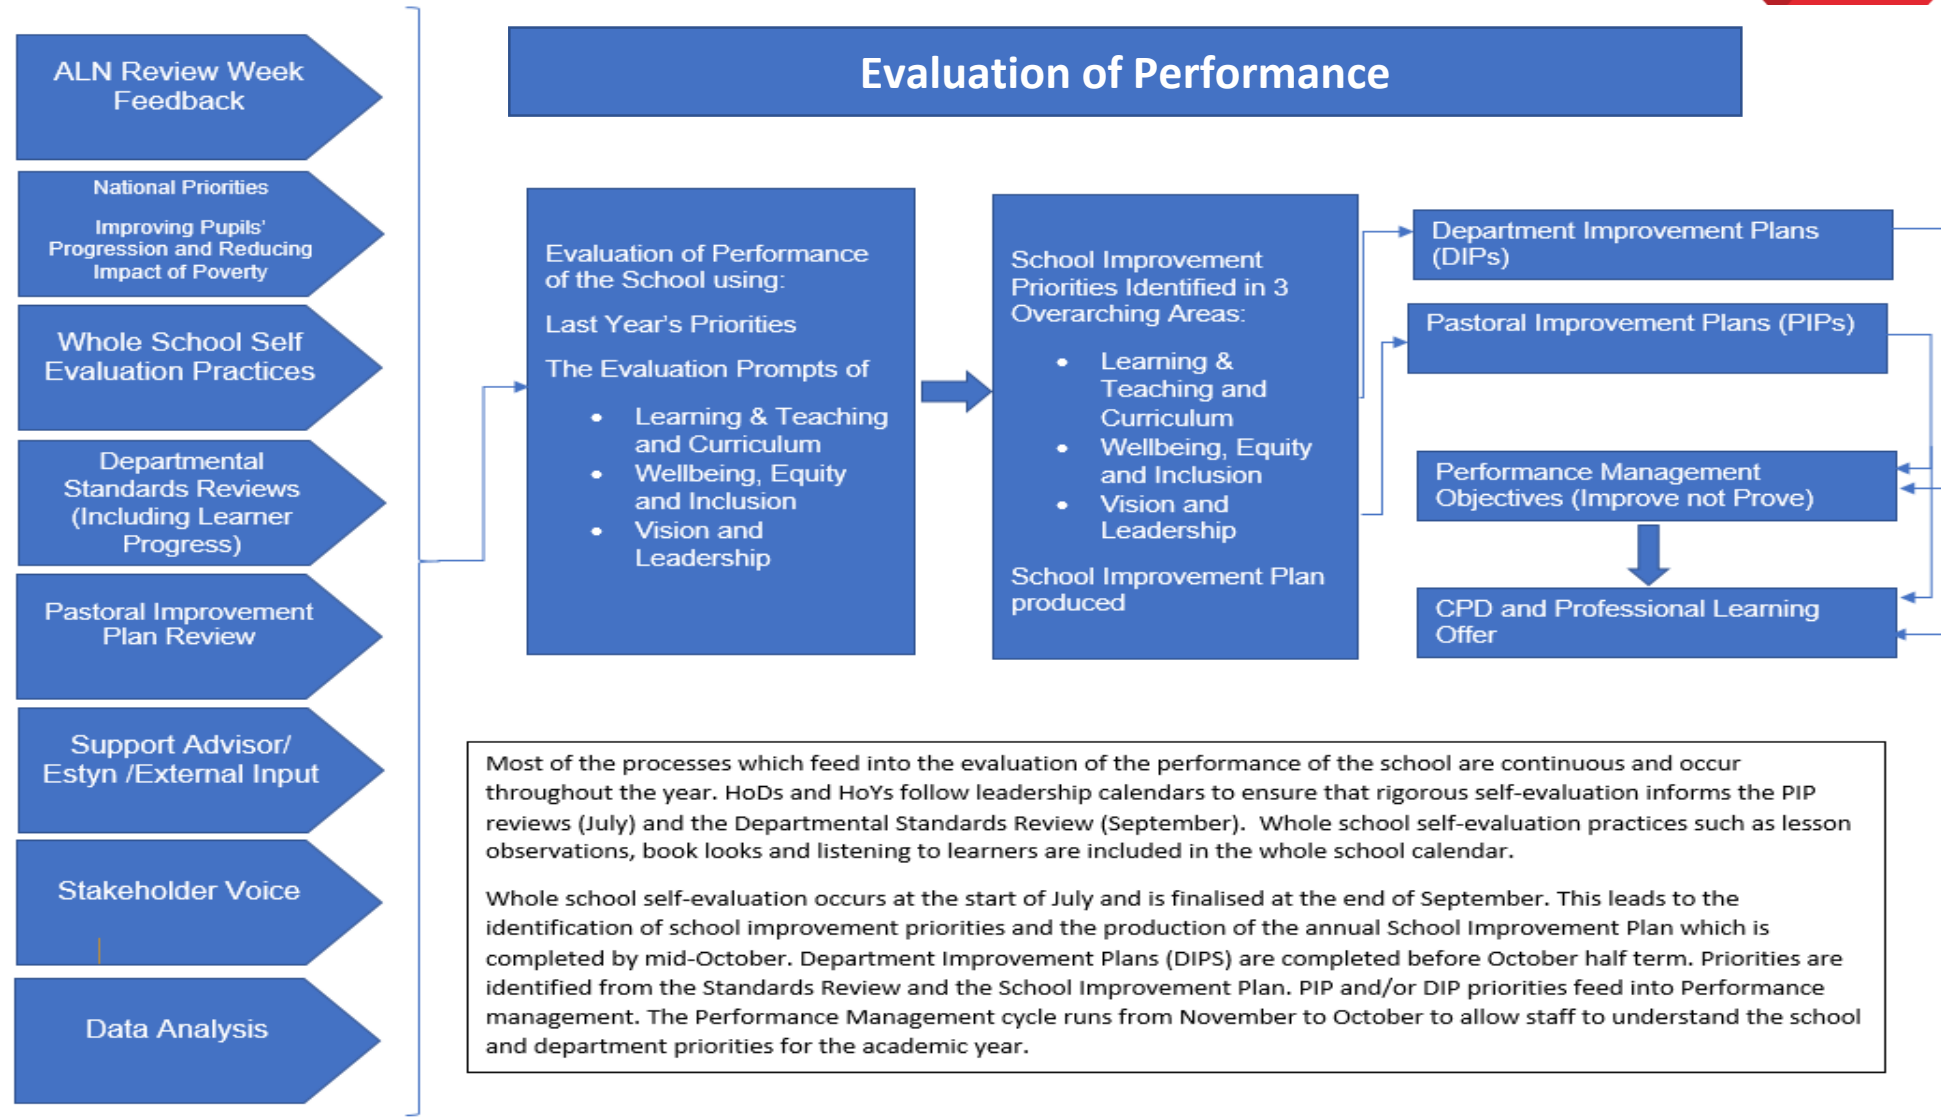 Evaluation of Performance
ALN Review Week
Feedback
National Priorities
Improving Pupils'
Progression and Reducing
Impact of Poverty
Whole School Self
Evaluation Practices
Departmental
Standards Reviews
(Including Learner
Progress)
Pastoral Improvement
Plan Review
Support Advisor/
Estyn /External Input
Stakeholder Voice
Data Analysis
Evaluation of Performance
of the School using:
Last Year's Priorities
The Evaluation Prompts of
• Learning & Teaching
and Curriculum
• Wellbeing, Equity
and Inclusion
• Vision and
Leadership
School Improvement
Priorities Identified in 3
Overarching Areas:
• Learning &
Teaching and
Curriculum
• Wellbeing, Equity
and Inclusion
• Vision and
Leadership
School Improvement Plan
produced
Department Improvement Plans
(DIPs)
Pastoral Improvement Plans (PIPs)
Performance Management
Objectives (Improve not Prove)
CPD and Professional Learning
Offer
Most of the processes which feed into the evaluation of the performance of the school are continuous and occur
throughout the year. HoDs and HoYs follow leadership calendars to ensure that rigorous self-evaluation informs the PIP
reviews (July) and the Departmental Standards Review (September).  Whole school self-evaluation practices such as lesson
observations, book looks and listening to learners are included in the whole school calendar.
Whole school self-evaluation occurs at the start of July and is finalised at the end of September. This leads to the
identification of school improvement priorities and the production of the annual School Improvement Plan which is
completed by mid-October. Department Improvement Plans (DIPS) are completed before October half term. Priorities are
identified from the Standards Review and the School Improvement Plan. PIP and/or DIP priorities feed into Performance
management. The Performance Management cycle runs from November to October to allow staff to understand the school
and department priorities for the academic year.